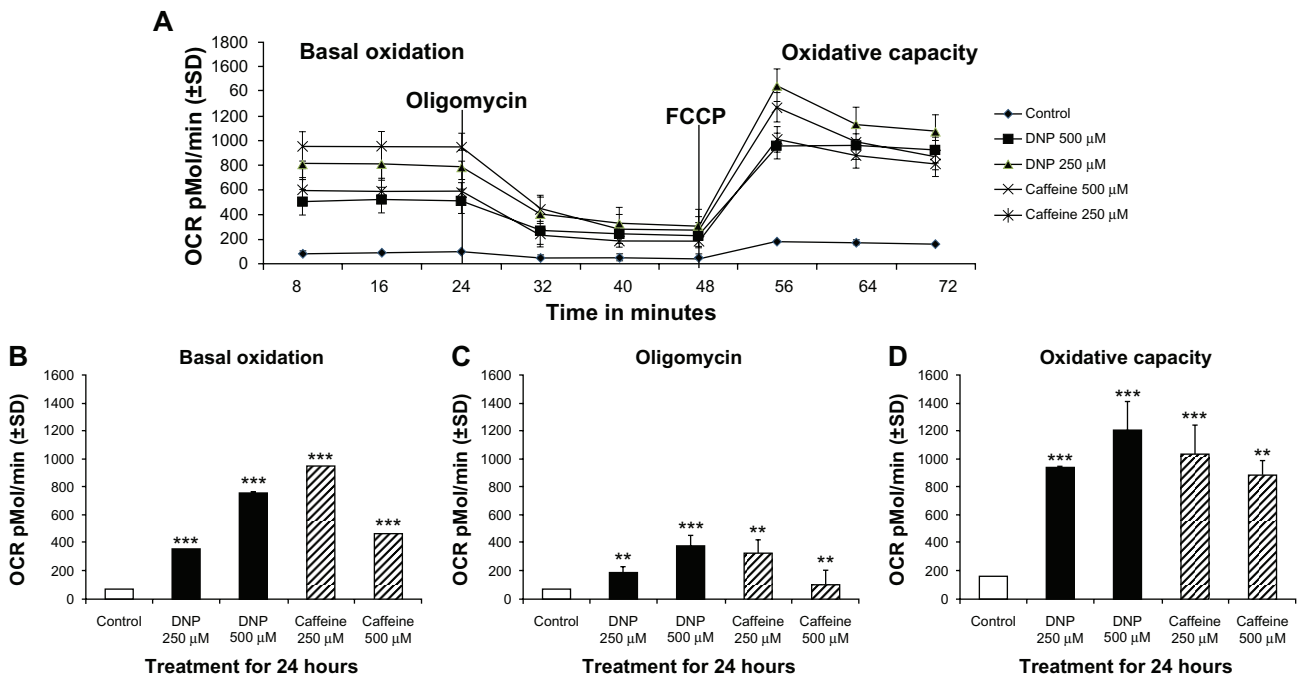 A
Basal oxidation
Oxidative capacity
Oligomycin
FCCP
OCR pMol/min (±SD)
1800
1600
60
1200
1000
800
600
400
200
0
8 16 24 32 40 48 56 64 72
Time in minutes
Control
DNP 500 μM
DNP 250 μM
Caffeine 500 μM
Caffeine 250 μM
B
Basal oxidation
OCR pMol/min (±SD)
1600
1400
1200
1000
800
600
400
200
0
***
***
***
***
Control DNP 250 μM DNP 500 μM Caffeine 250 μM Caffeine 500 μM
Treatment for 24 hours
C
Oligomycin
OCR pMol/min (±SD)
1600
1400
1200
1000
800
600
400
200
0
**
***
**
**
Control DNP 250 μM DNP 500 μM Caffeine 250 μM Caffeine 500 μM
Treatment for 24 hours
D
Oxidative capacity
OCR pMol/min (±SD)
1600
1400
1200
1000
800
600
400
200
0
***
***
***
**
Control DNP 250 μM DNP 500 μM Caffeine 250 μM Caffeine 500 μM
Treatment for 24 hours